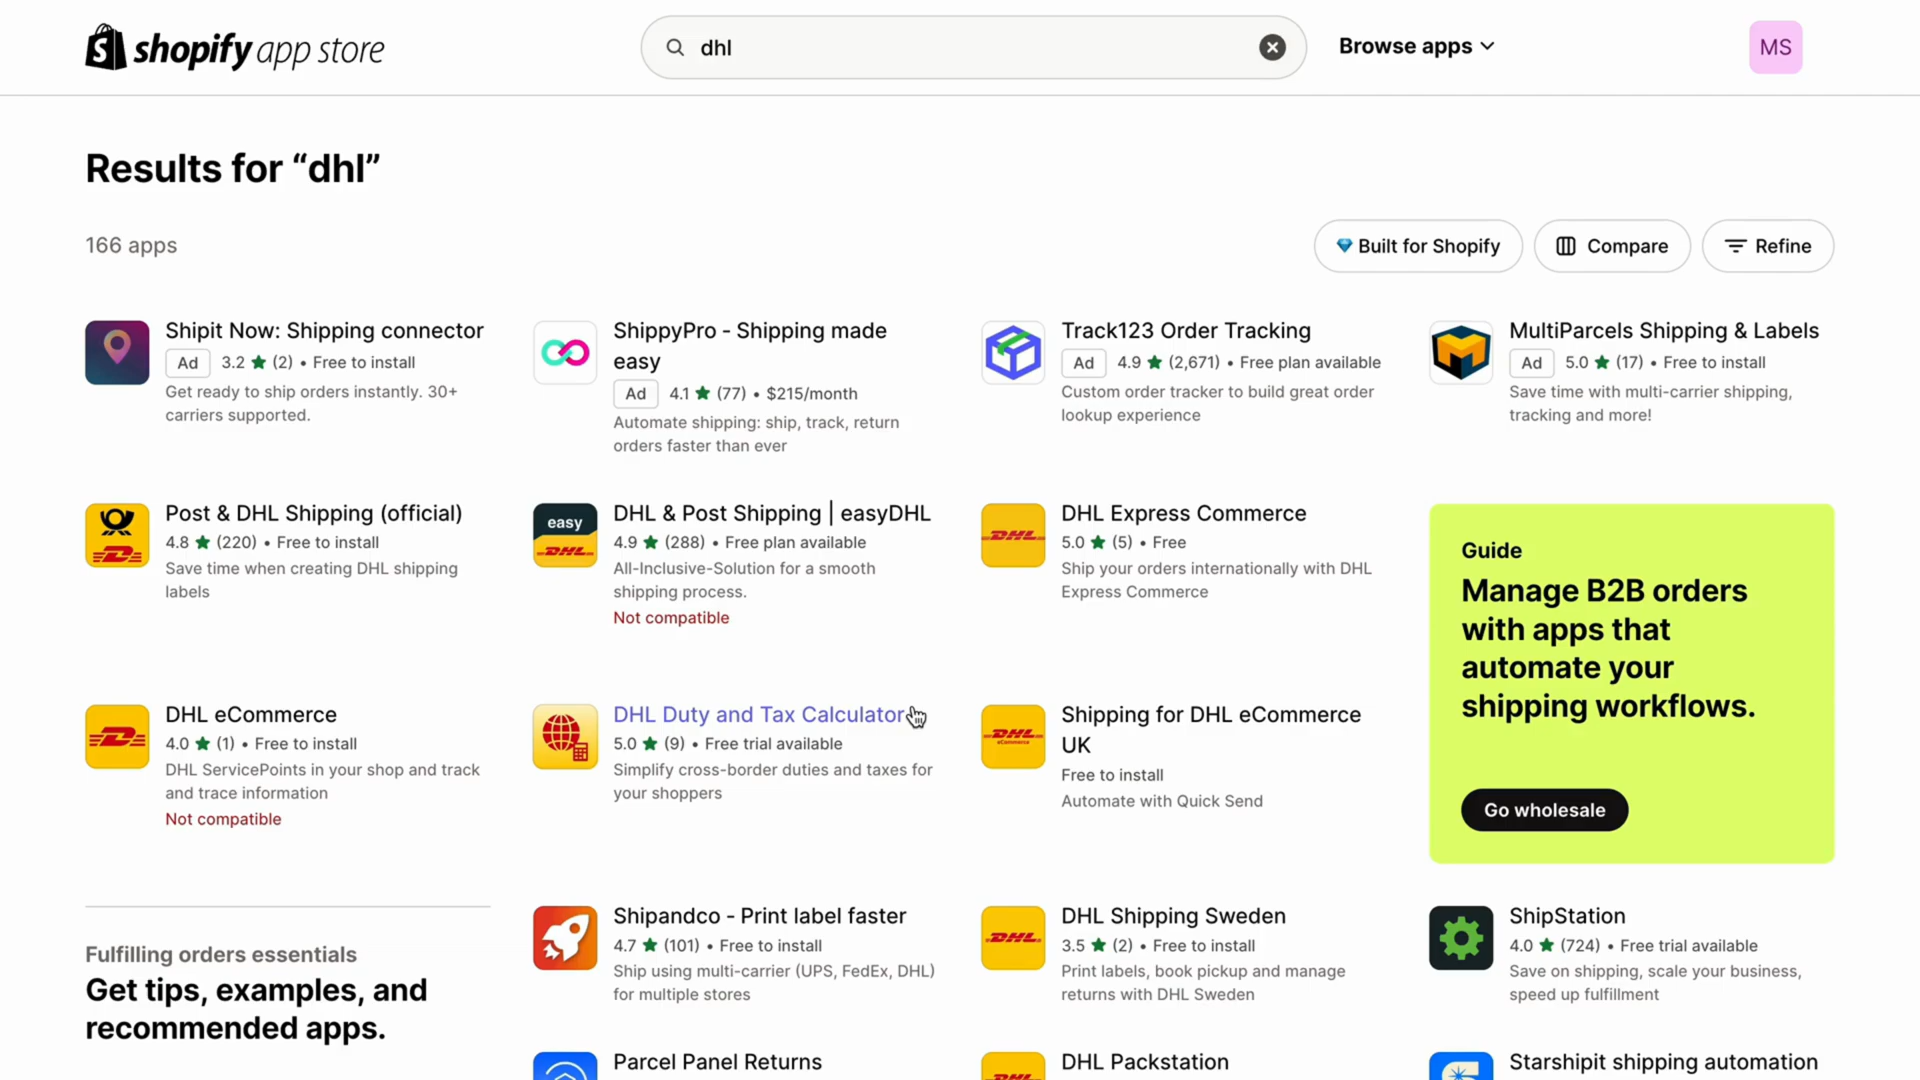 shopify app store
dhl
Browse apps
MS
Results for “dhl”
166 apps
Built for Shopify
Compare
Refine
Shipit Now: Shipping connector
Ad 3.2 ★ (2) • Free to install
Get ready to ship orders instantly. 30+
carriers supported.
ShippyPro - Shipping made
easy
Ad 4.1 ★ (77) • $215/month
Automate shipping: ship, track, return
orders faster than ever
Track123 Order Tracking
Ad 4.9 ★ (2,671) • Free plan available
Custom order tracker to build great order
lookup experience
MultiParcels Shipping & Labels
Ad 5.0 ★ (17) • Free to install
Save time with multi-carrier shipping,
tracking and more!
Post & DHL Shipping (official)
4.8 ★ (220) • Free to install
Save time when creating DHL shipping
labels
easy
DHL
DHL & Post Shipping | easyDHL
4.9 ★ (288) • Free plan available
All-Inclusive-Solution for a smooth
shipping process.
Not compatible
DHL
DHL Express Commerce
5.0 ★ (5) • Free
Ship your orders internationally with DHL
Express Commerce
Guide
Manage B2B orders
with apps that
automate your
shipping workflows.
Go wholesale
DHL eCommerce
4.0 ★ (1) • Free to install
DHL ServicePoints in your shop and track
and trace information
Not compatible
DHL Duty and Tax Calculator
5.0 ★ (9) • Free trial available
Simplify cross-border duties and taxes for
your shoppers
DHL
eCommerce
Shipping for DHL eCommerce
UK
Free to install
Automate with Quick Send
Fulfilling orders essentials
Get tips, examples, and
recommended apps.
Shipandco - Print label faster
4.7 ★ (101) • Free to install
Ship using multi-carrier (UPS, FedEx, DHL)
for multiple stores
DHL
DHL Shipping Sweden
3.5 ★ (2) • Free to install
Print labels, book pickup and manage
returns with DHL Sweden
ShipStation
4.0 ★ (724) • Free trial available
Save on shipping, scale your business,
speed up fulfillment
Parcel Panel Returns
DHL
DHL Packstation
Starshipit shipping automation